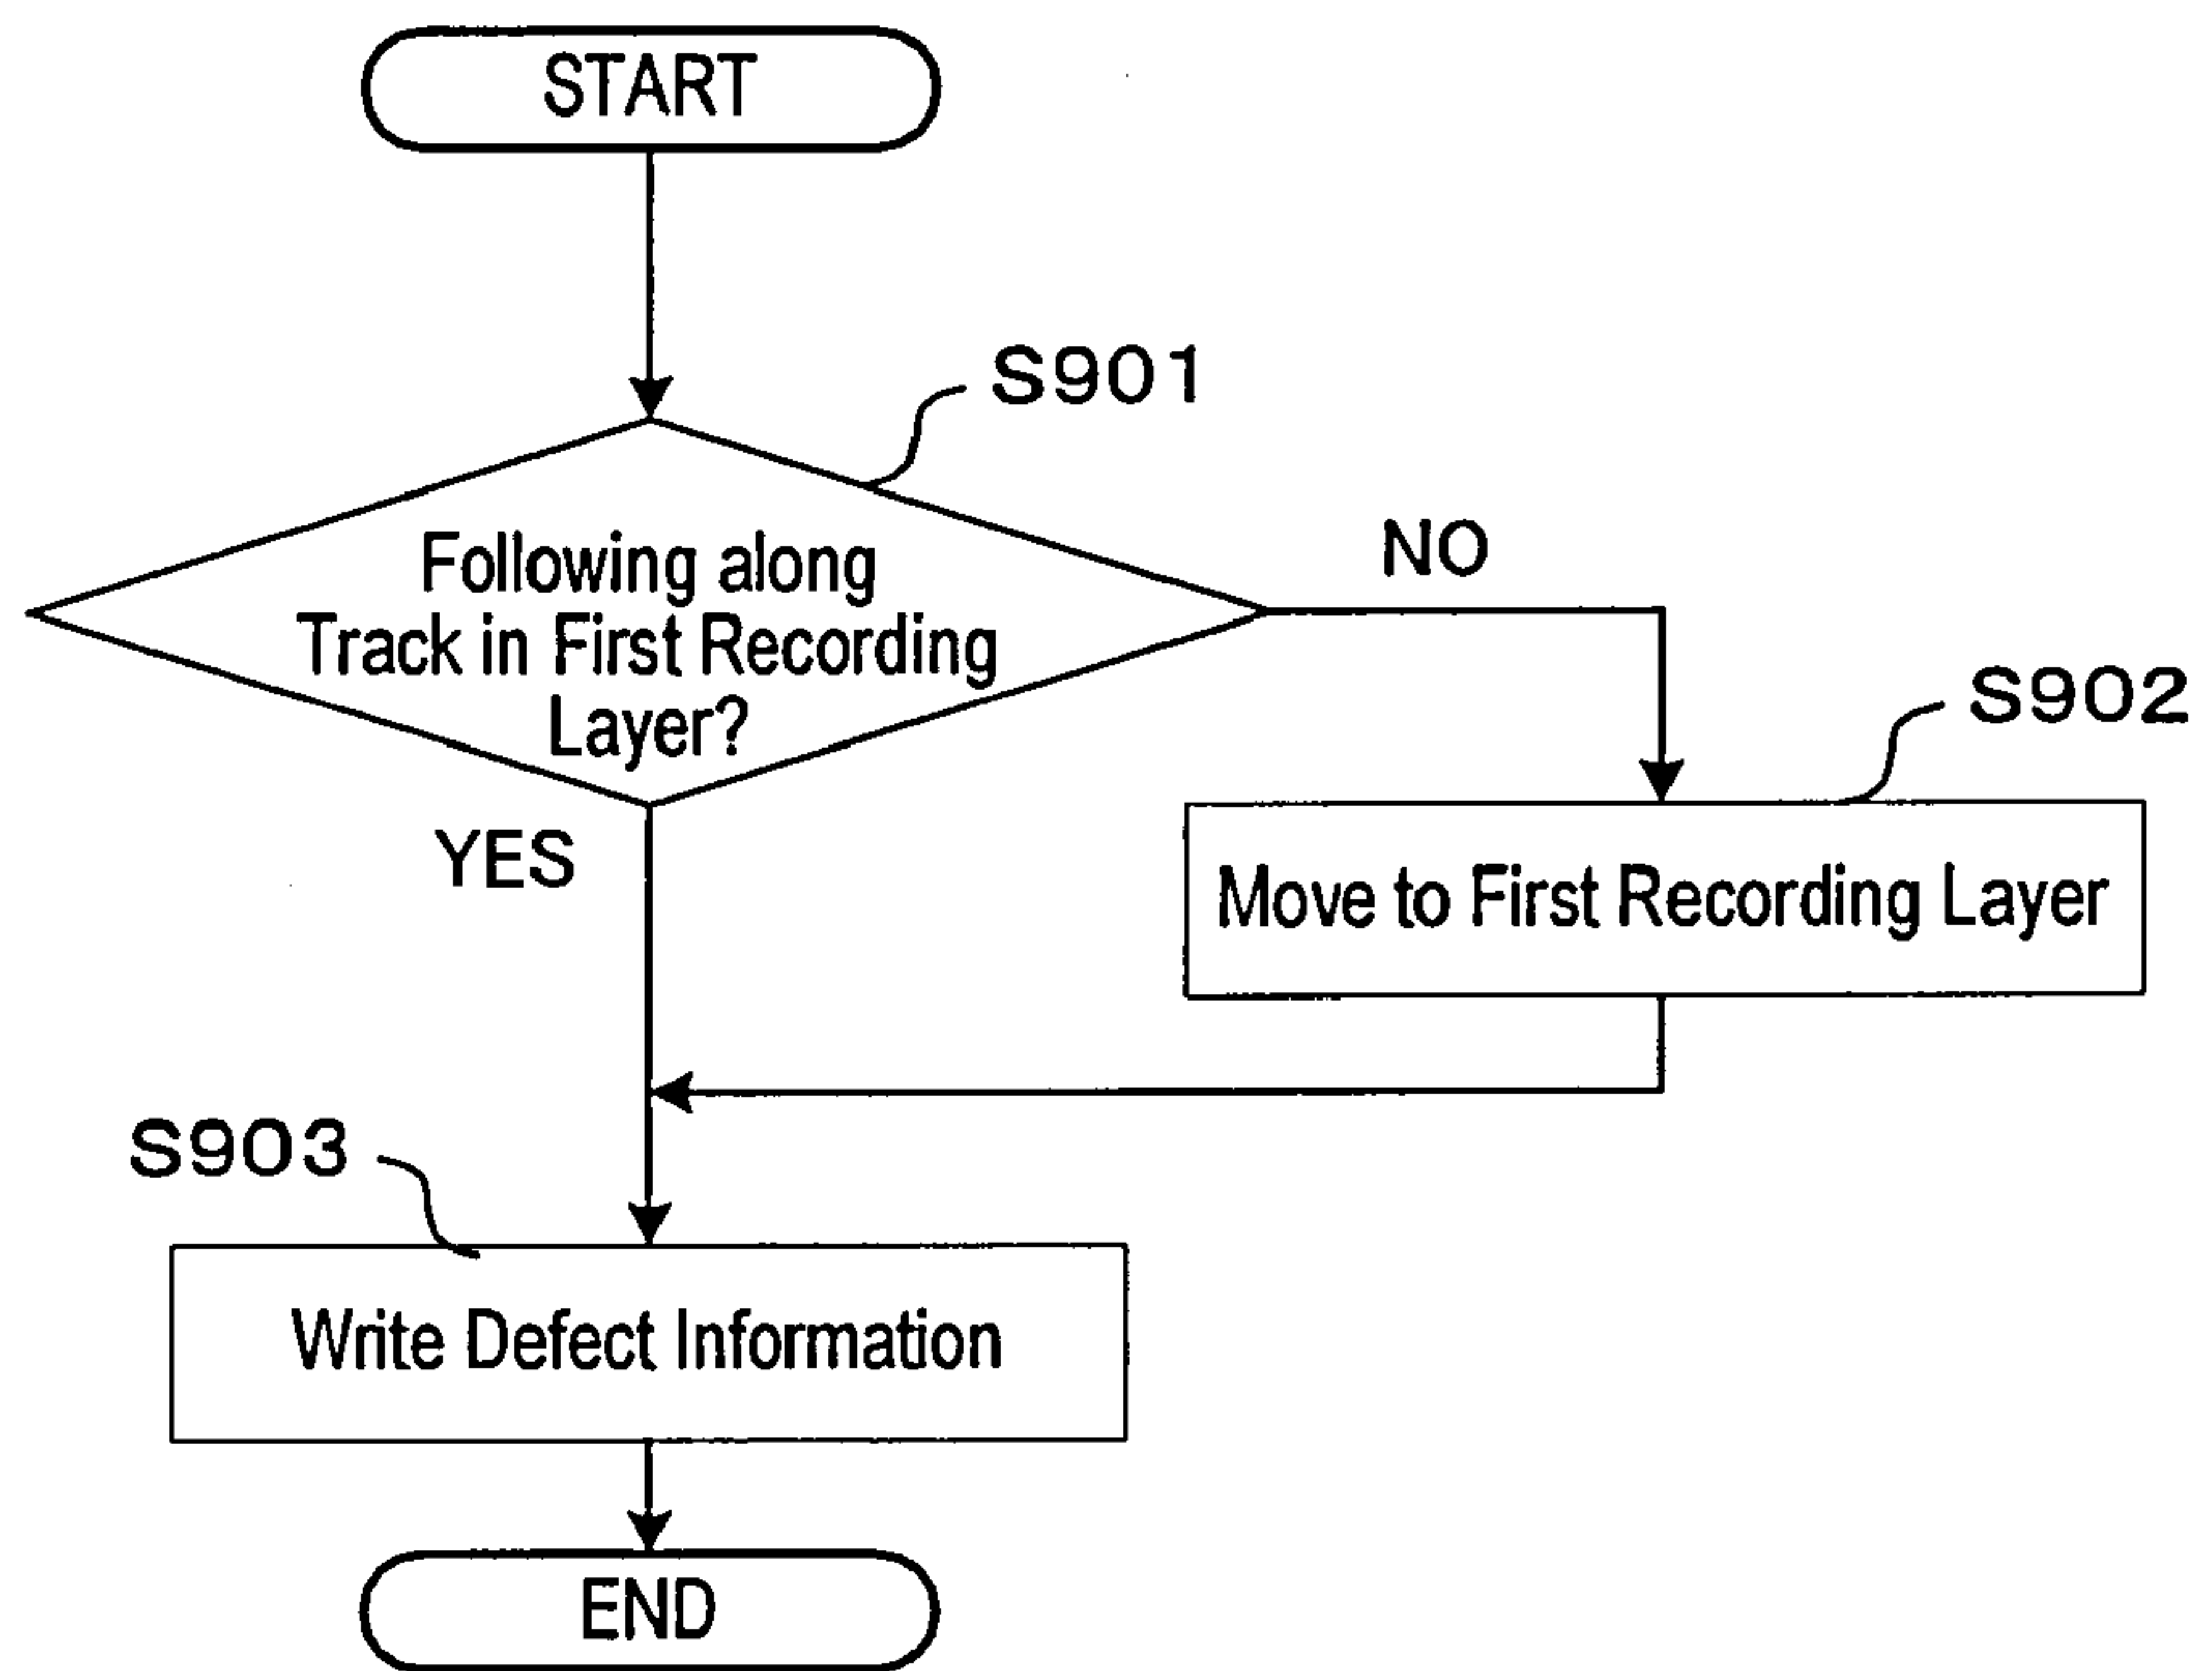 START
S901
Following along
Track in First Recording
Layer?
NO
S902
YES
Move to First Recording Layer
S903
Write Defect Information
END